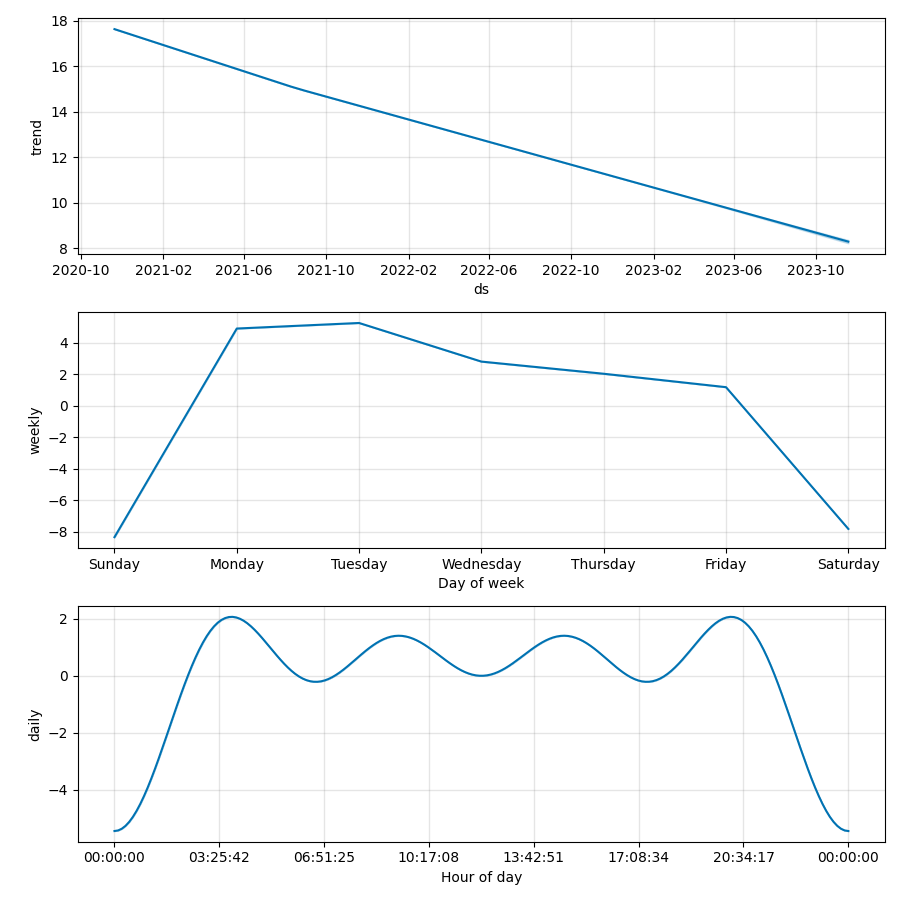 trend
18
16
14
12
10
8
2020-10 2021-02 2021-06 2021-10 2022-02 2022-06 2022-10 2023-02 2023-06 2023-10
ds
weekly
4
2
0
−2
−4
−6
−8
Sunday Monday Tuesday Wednesday Thursday Friday Saturday
Day of week
daily
2
0
−2
−4
00:00:00 03:25:42 06:51:25 10:17:08 13:42:51 17:08:34 20:34:17 00:00:00
Hour of day